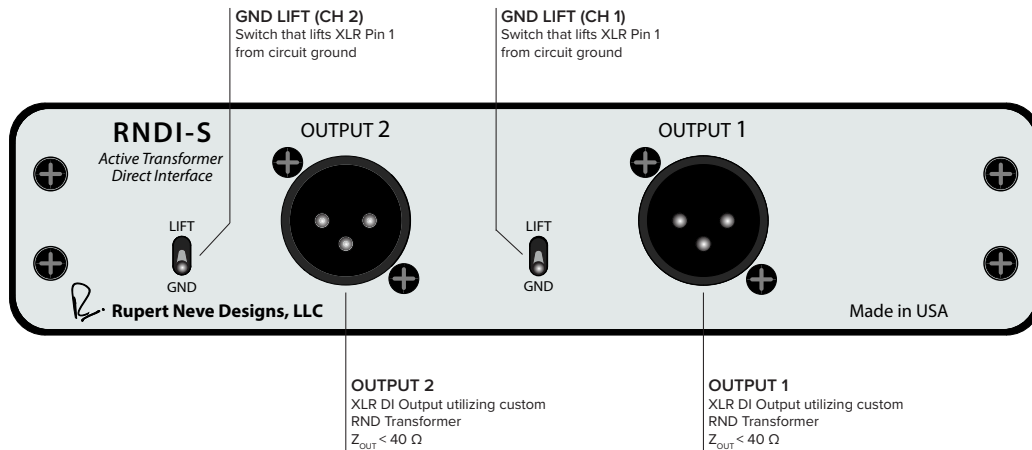 GND LIFT (CH 2)
Switch that lifts XLR Pin 1
from circuit ground
GND LIFT (CH 1)
Switch that lifts XLR Pin 1
from circuit ground
RNDI-S
Active Transformer
Direct Interface
OUTPUT 2
OUTPUT 1
LIFT
GND
LIFT
GND
Rupert Neve Designs, LLC
Made in USA
OUTPUT 2
XLR DI Output utilizing custom
RND Transformer
ZOUT < 40 Ω
OUTPUT 1
XLR DI Output utilizing custom
RND Transformer
ZOUT < 40 Ω